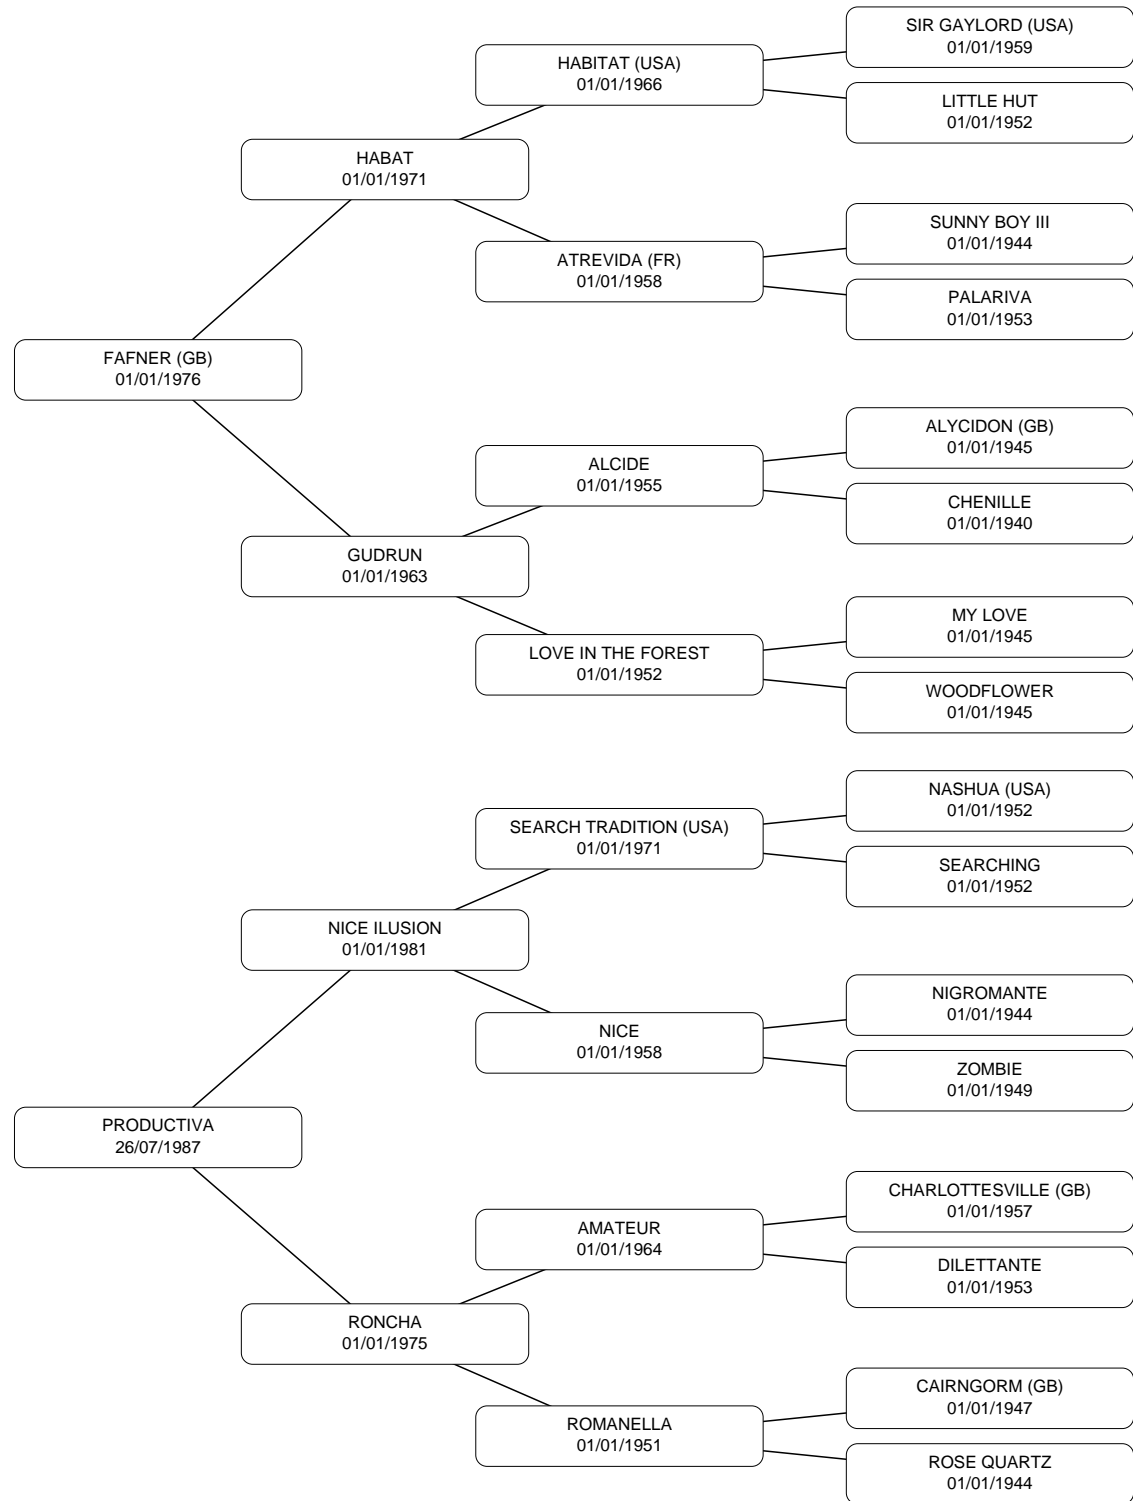 SIR GAYLORD (USA)
01/01/1959
HABITAT (USA)
01/01/1966
LITTLE HUT
01/01/1952
HABAT
01/01/1971
SUNNY BOY III
01/01/1944
ATREVIDA (FR)
01/01/1958
PALARIVA
01/01/1953
FAFNER (GB)
01/01/1976
ALYCIDON (GB)
01/01/1945
ALCIDE
01/01/1955
CHENILLE
01/01/1940
GUDRUN
01/01/1963
MY LOVE
01/01/1945
LOVE IN THE FOREST
01/01/1952
WOODFLOWER
01/01/1945
NASHUA (USA)
01/01/1952
SEARCH TRADITION (USA)
01/01/1971
SEARCHING
01/01/1952
NICE ILUSION
01/01/1981
NIGROMANTE
01/01/1944
NICE
01/01/1958
ZOMBIE
01/01/1949
PRODUCTIVA
26/07/1987
CHARLOTTESVILLE (GB)
01/01/1957
AMATEUR
01/01/1964
DILETTANTE
01/01/1953
RONCHA
01/01/1975
CAIRNGORM (GB)
01/01/1947
ROMANELLA
01/01/1951
ROSE QUARTZ
01/01/1944